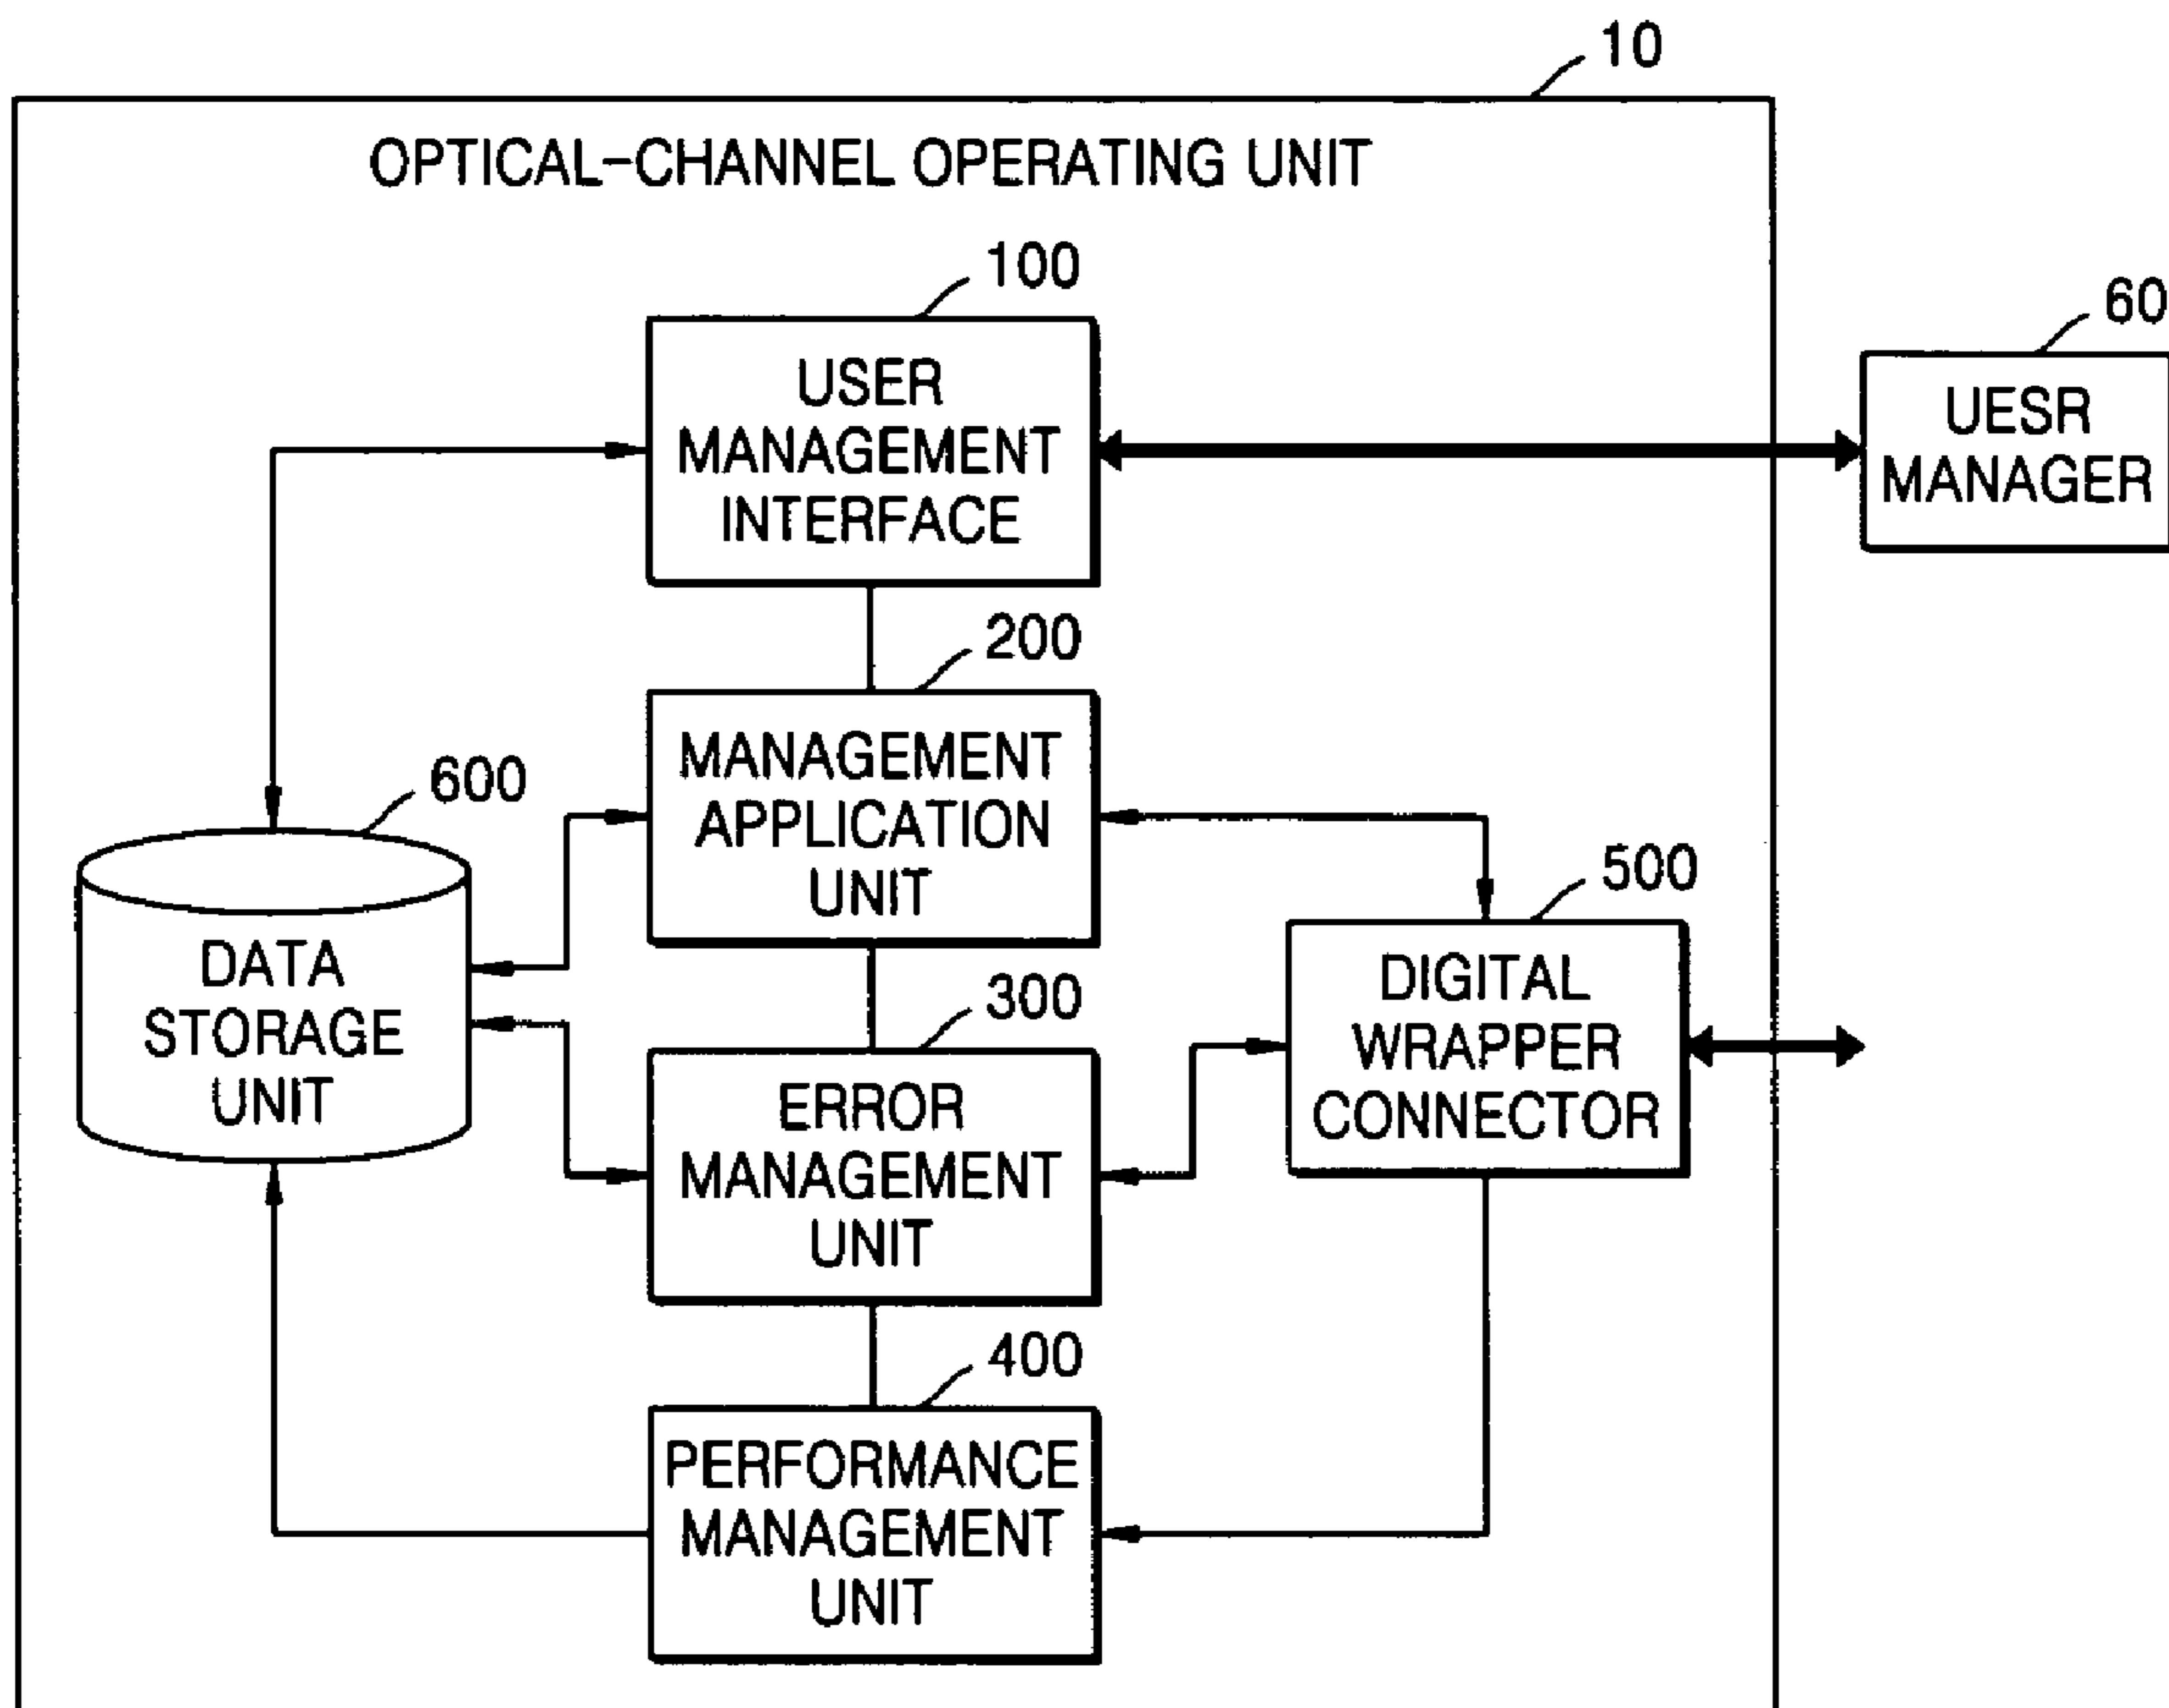 10
OPTICAL-CHANNEL OPERATING UNIT
100
USER
MANAGEMENT
INTERFACE
60
UESR
MANAGER
200
MANAGEMENT
APPLICATION
UNIT
600
DATA
STORAGE
UNIT
500
DIGITAL
WRAPPER
CONNECTOR
300
ERROR
MANAGEMENT
UNIT
400
PERFORMANCE
MANAGEMENT
UNIT